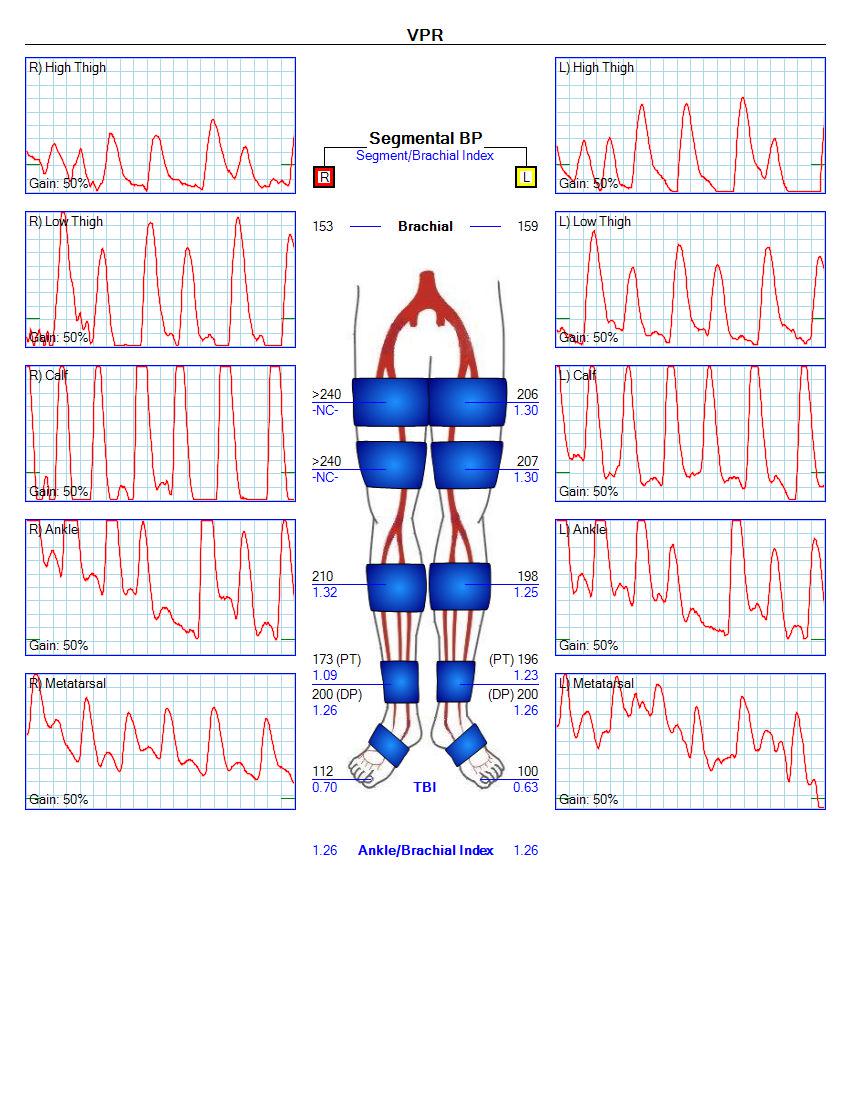 VPR
R) High Thigh
Gain: 50%
L) High Thigh
Gain: 50%
Segmental BP
Segment/Brachial Index
R
L
153 Brachial 159
R) Low Thigh
Gain: 50%
L) Low Thigh
Gain: 50%
R) Calf
Gain: 50%
L) Calf
Gain: 50%
>240 206
-NC- 1.30
>240 207
-NC- 1.30
R) Ankle
Gain: 50%
L) Ankle
Gain: 50%
210 198
1.32 1.25
173 (PT) (PT) 196
1.09 1.23
200 (DP) (DP) 200
1.26 1.26
R) Metatarsal
Gain: 50%
L) Metatarsal
Gain: 50%
112 100
0.70 TBI 0.63
1.26 Ankle/Brachial Index 1.26